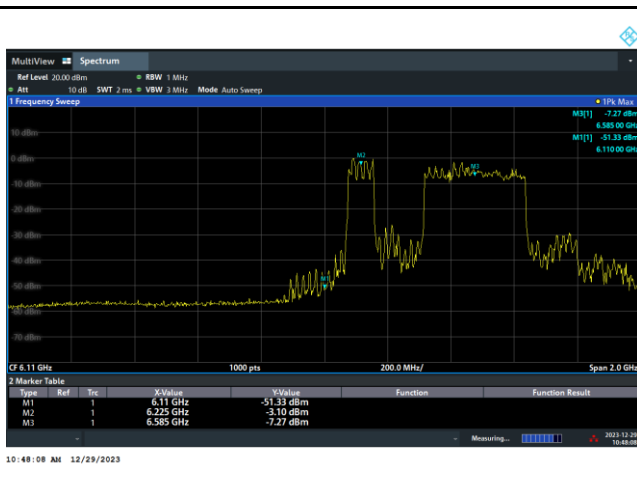 MultiView Spectrum
Ref Level 20.00 dBm RBW 1 MHz
Att 10 dB SWT 2 ms VBW 3 MHz Mode Auto Sweep
1 Frequency Sweep 1Pk Max
M3[1] -7.27 dBm
6.585 00 GHz
M1[1] -51.33 dBm
6.110 00 GHz
10 dBm
0 dBm
-10 dBm
-20 dBm
-30 dBm
-40 dBm
-50 dBm
-60 dBm
-70 dBm
M2
M3
M1
CF 6.11 GHz 1000 pts 200.0 MHz/ Span 2.0 GHz
2 Marker Table
Type Ref Trc X-Value Y-Value Function Function Result
M1 1 6.11 GHz -51.33 dBm
M2 1 6.225 GHz -3.10 dBm
M3 1 6.585 GHz -7.27 dBm
Measuring... 2023-12-29
10:48:08
10:48:08 AM 12/29/2023